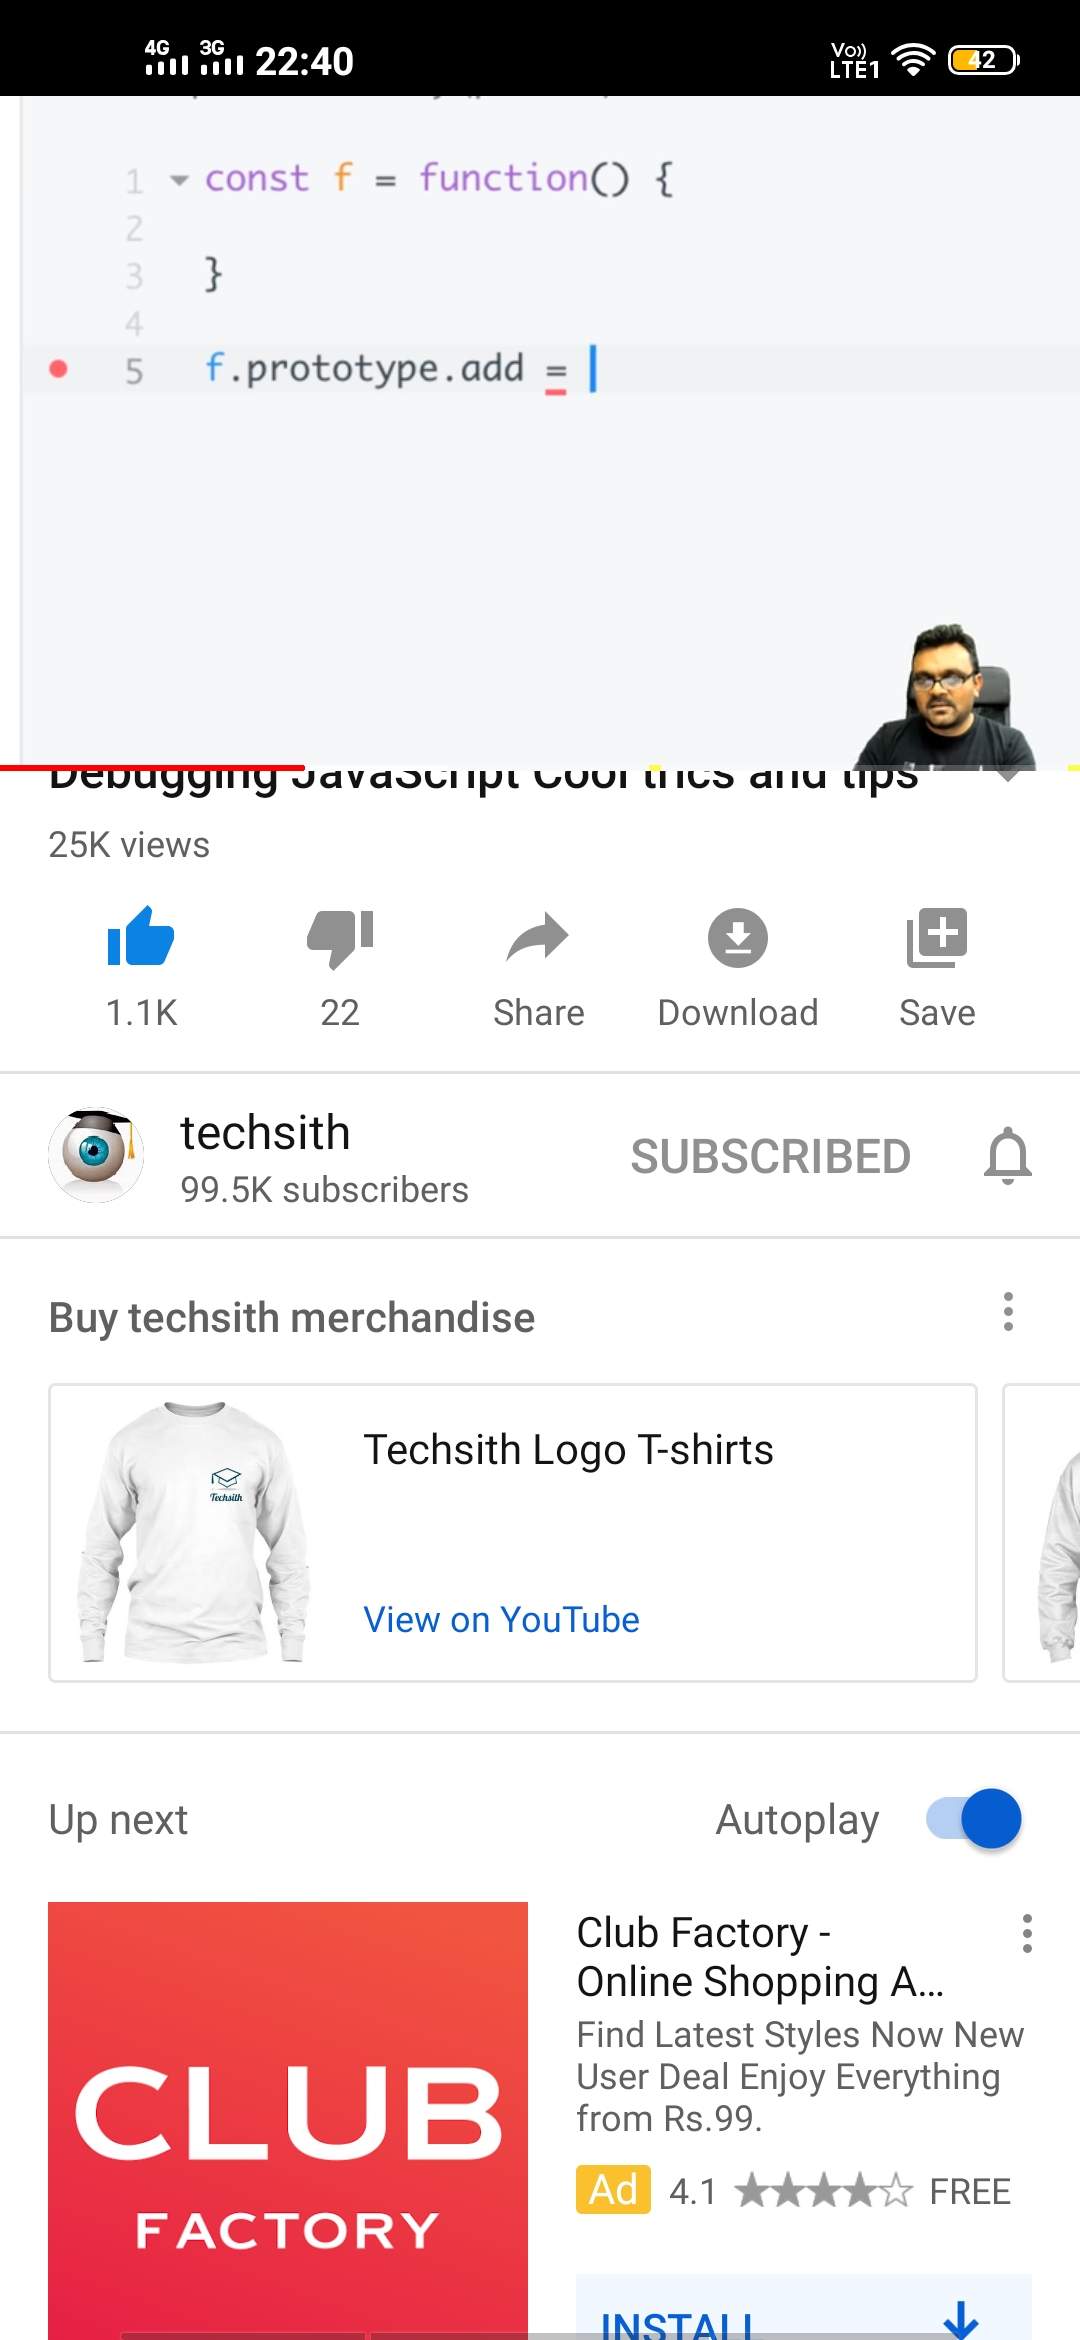 4G 3G 22:40 Vo)) LTE1 42
1 const f = function() {
2
3 }
4
5 f.prototype.add =
Debugging JavaScript Cool trics and tips
25K views
1.1K 22 Share Download Save
techsith
99.5K subscribers
SUBSCRIBED
Buy techsith merchandise
Techsith
Techsith Logo T-shirts
View on YouTube
Up next Autoplay
CLUB
FACTORY
Club Factory -
Online Shopping A...
Find Latest Styles Now New
User Deal Enjoy Everything
from Rs.99.
Ad 4.1 FREE
INSTALL